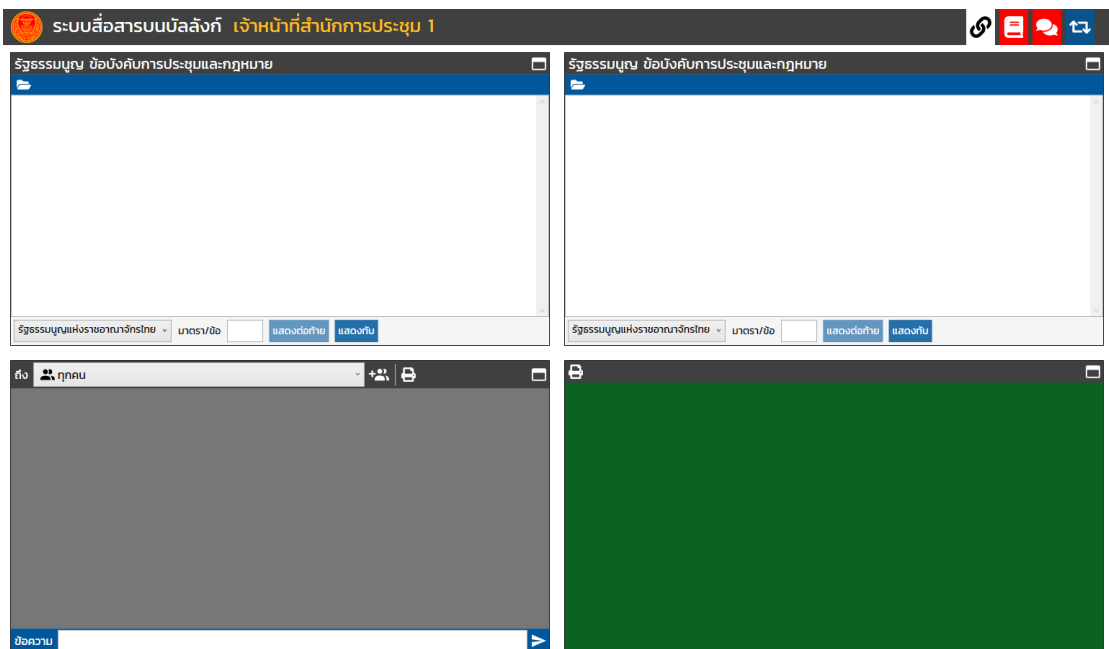 ระบบสื่อสารบนบัลลังก์ เจ้าหน้าที่สำนักการประชุม 1
รัฐธรรมนูญ ข้อบังคับการประชุมและกฎหมาย
รัฐธรรมนูญแห่งราชอาณาจักรไทย มาตรา/ข้อ แสดงต่อท้าย แสดงทับ
รัฐธรรมนูญ ข้อบังคับการประชุมและกฎหมาย
รัฐธรรมนูญแห่งราชอาณาจักรไทย มาตรา/ข้อ แสดงต่อท้าย แสดงทับ
ถึง ทุกคน
ข้อความ